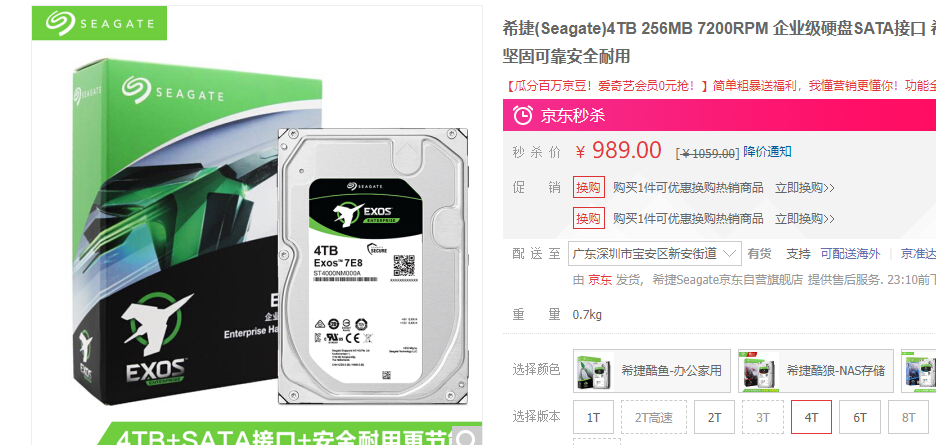 SEAGATE
SEAGATE
EXOS
Enterprise
EXOS
SEAGATE
EXOS
ENTERPRISE
4TB
SECURE
Exos™ 7E8
ST4000NM000A
4TB+SATA接口+安全耐用更节
希捷(Seagate)4TB 256MB 7200RPM 企业级硬盘SATA接口
坚固可靠安全耐用
【瓜分百万京豆！爱奇艺会员0元抢！】简单粗暴送福利，我懂营销更懂你！功能
京东秒杀
秒杀价 ￥989.00 [￥1059.00] 降价通知
促销 换购 购买1件可优惠换购热销商品 立即换购>>
换购 购买1件可优惠换购热销商品 立即换购>>
配送至 广东深圳市宝安区新安街道 有货 支持 可配送海外 京准达
由 京东 发货，希捷Seagate京东自营旗舰店 提供售后服务. 23:10前下
重量 0.7kg
选择颜色 希捷酷鱼-办公家用 希捷酷狼-NAS存储
选择版本 1T 2T高速 2T 3T 4T 6T 8T